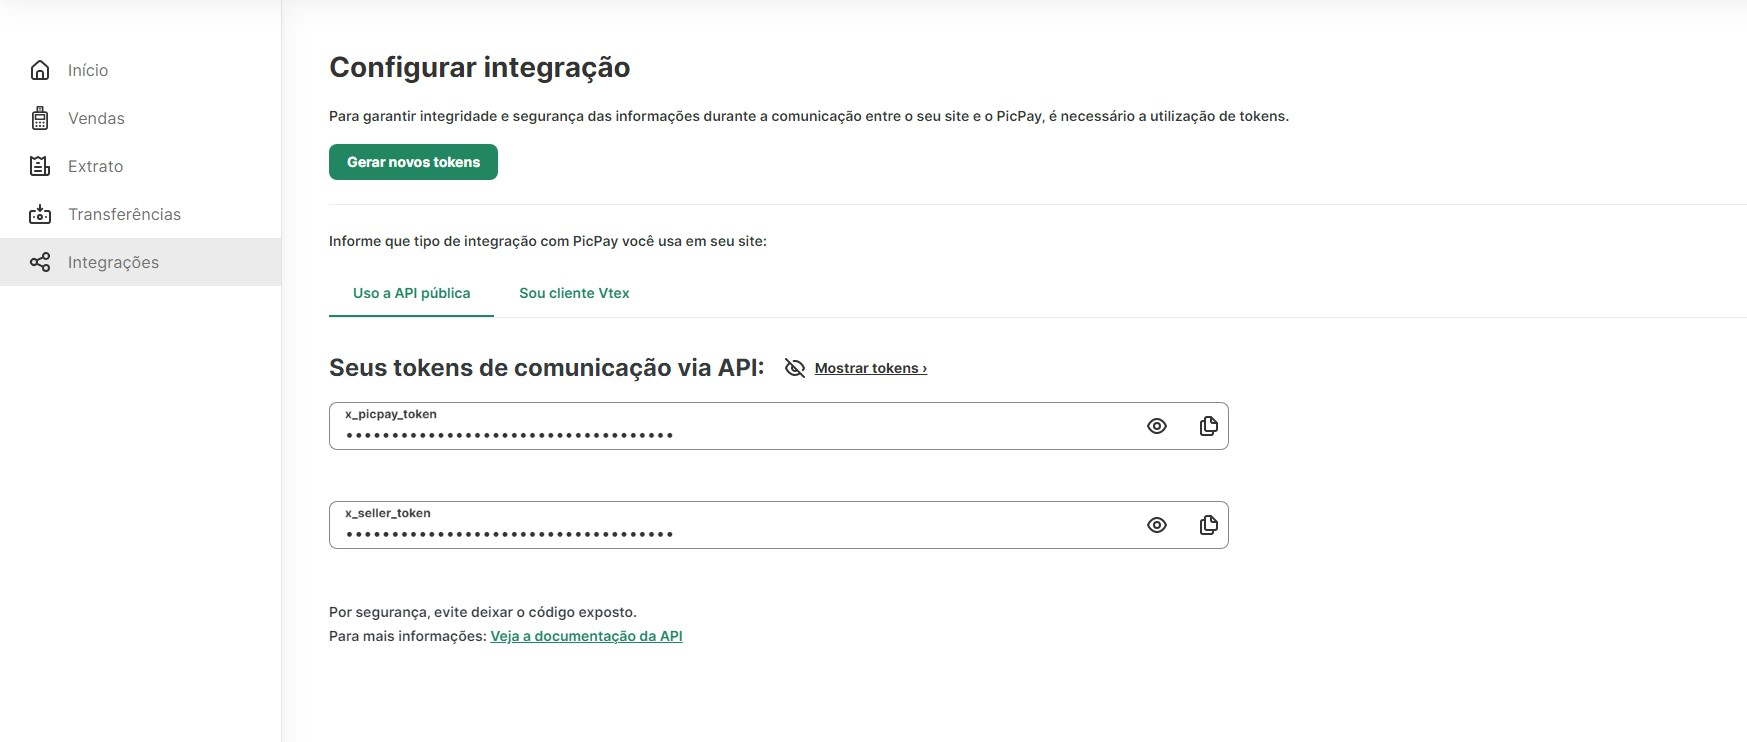 Início
Vendas
Extrato
Transferências
Integrações
Configurar integração
Para garantir integridade e segurança das informações durante a comunicação entre o seu site e o PicPay, é necessário a utilização de tokens.
Gerar novos tokens
Informe que tipo de integração com PicPay você usa em seu site:
Uso a API pública
Sou cliente Vtex
Seus tokens de comunicação via API:
Mostrar tokens ›
x_picpay_token
••••••••••••••••••••••••••••••••••••
x_seller_token
••••••••••••••••••••••••••••••••••••
Por segurança, evite deixar o código exposto.
Para mais informações: Veja a documentação da API